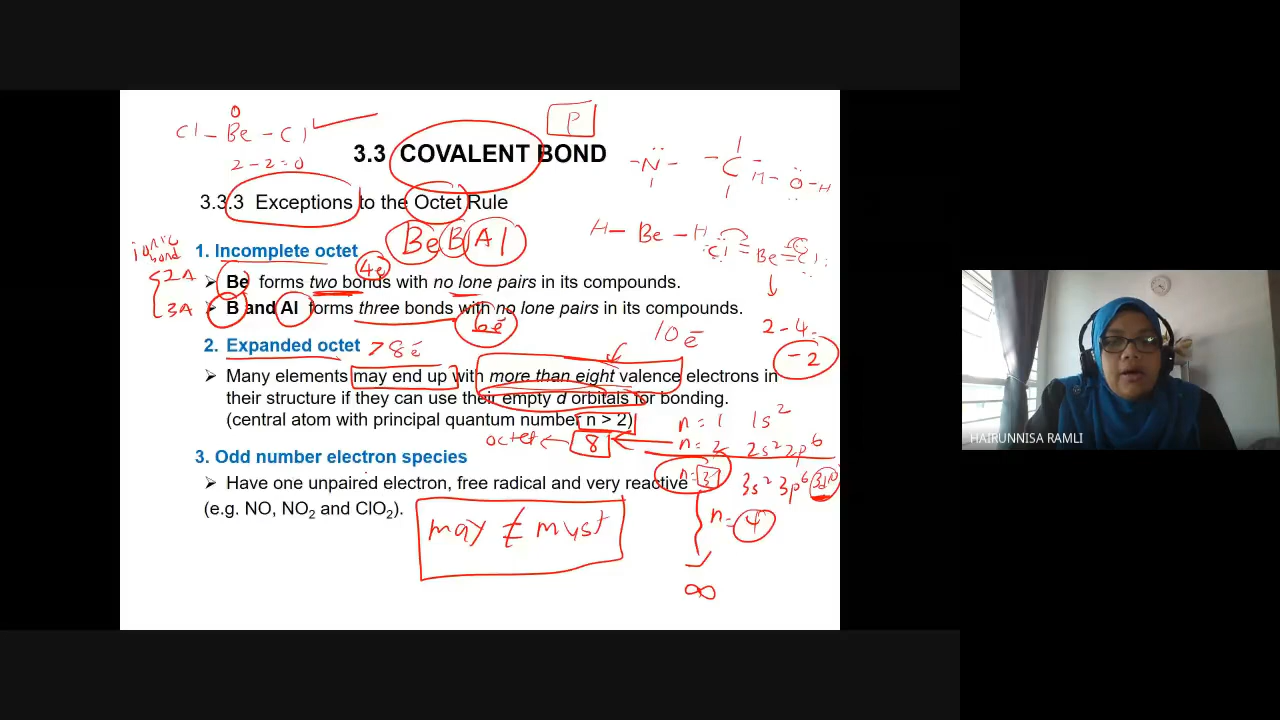 Cl – Be – Cl
0
2 – 2 = 0
P
3.3 COVALENT BOND
3.3.3 Exceptions to the Octet Rule
N
C
H – O – H
H – Be – H
Cl = Be = Cl
2 – 4 =
– 2
Be B Al
ionic bond
2A
3A
1. Incomplete octet
4e
➢ Be forms two bonds with no lone pairs in its compounds.
➢ B and Al forms three bonds with no lone pairs in its compounds.
6e
2. Expanded octet > 8e
10e
➢ Many elements may end up with more than eight valence electrons in
their structure if they can use their empty d orbitals for bonding.
(central atom with principal quantum number n > 2)
octet ← 8
n = 1 1s²
n = 2 2s² 2p⁶
n = 3 3s² 3p⁶ 3d¹⁰
n = 4
∞
3. Odd number electron species
➢ Have one unpaired electron, free radical and very reactive
(e.g. NO, NO₂ and ClO₂).
may ≠ must
HAIRUNNISA RAMLI